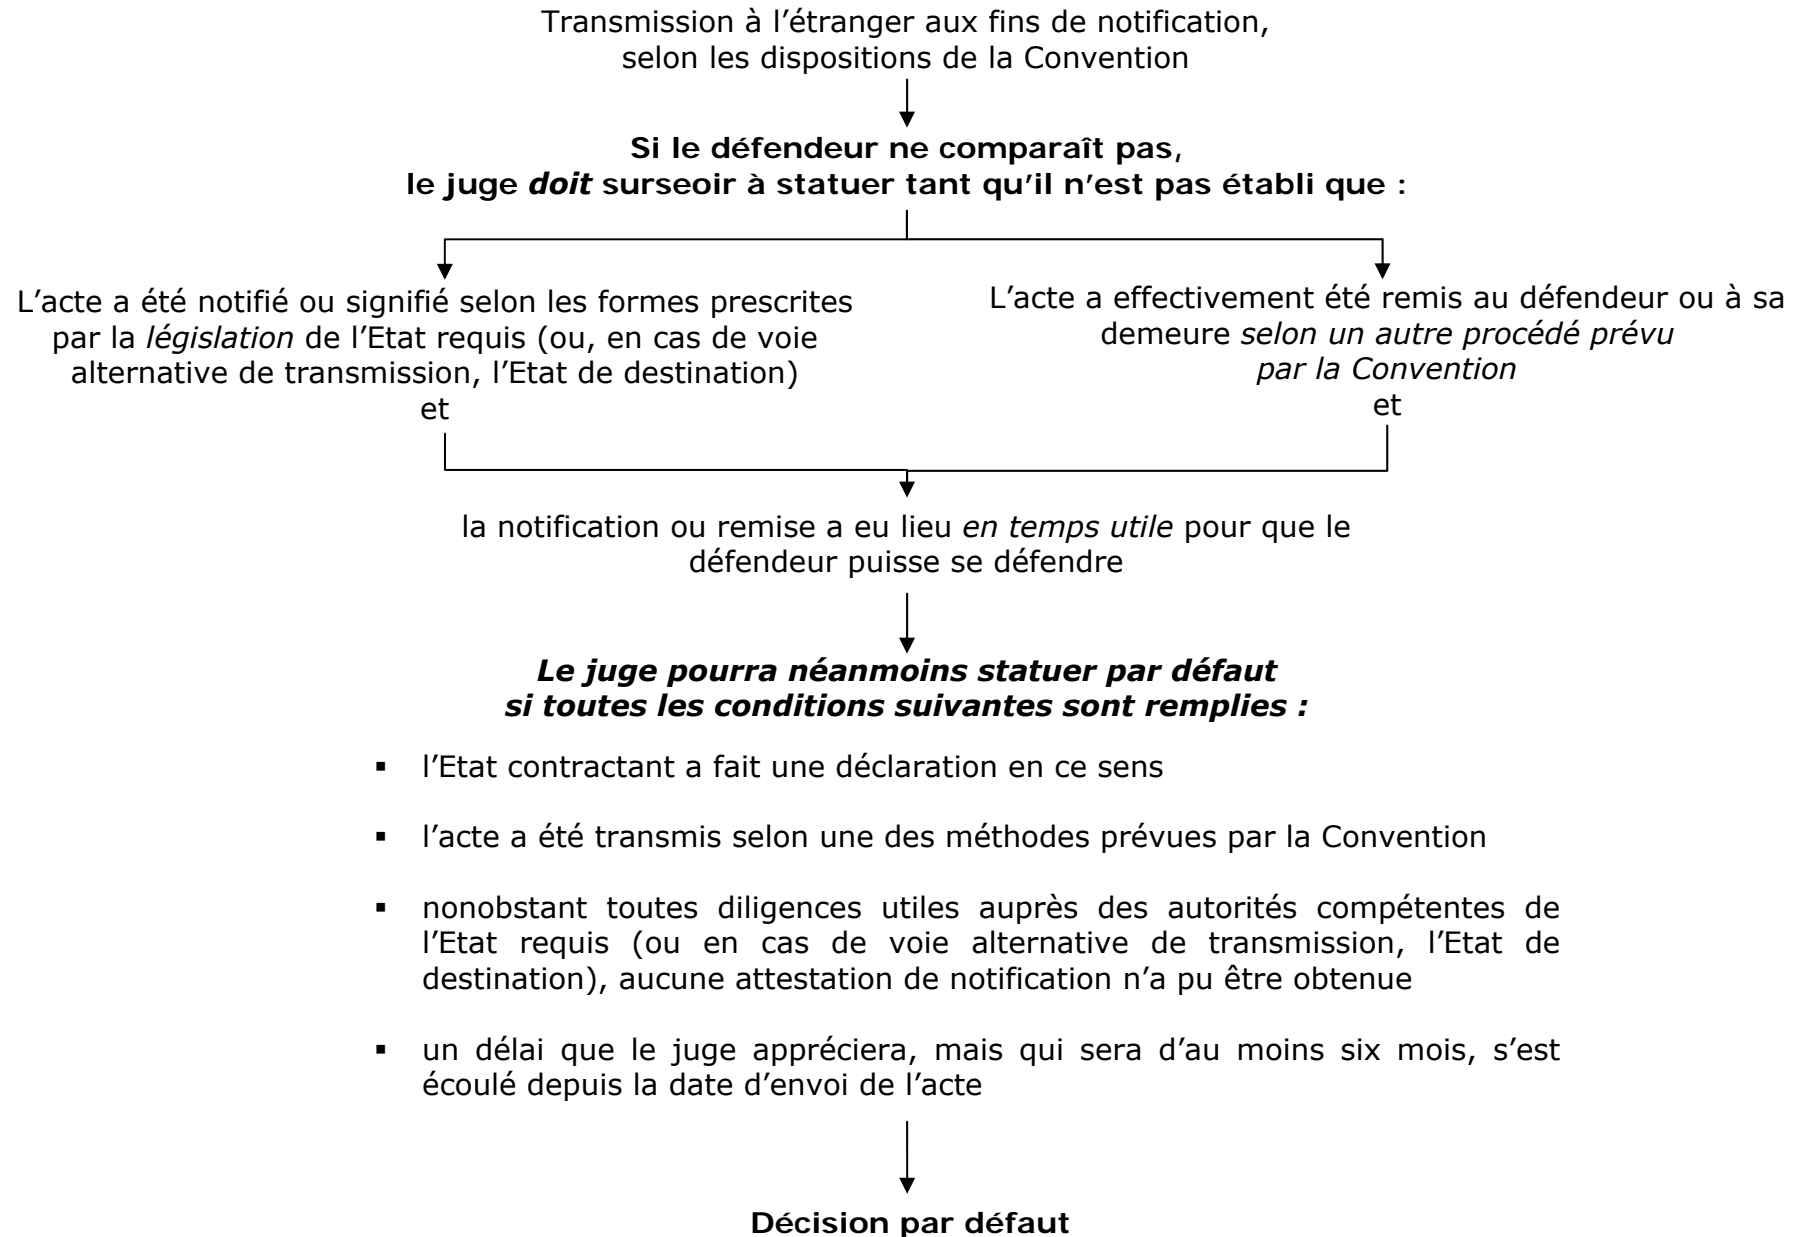 Transmission à l’étranger aux fins de notification,
selon les dispositions de la Convention
Si le défendeur ne comparaît pas,
le juge doit surseoir à statuer tant qu’il n’est pas établi que :
L’acte a été notifié ou signifié selon les formes prescrites
par la législation de l’Etat requis (ou, en cas de voie
alternative de transmission, l’Etat de destination)
et
L’acte a effectivement été remis au défendeur ou à sa
demeure selon un autre procédé prévu
par la Convention
et
la notification ou remise a eu lieu en temps utile pour que le
défendeur puisse se défendre
Le juge pourra néanmoins statuer par défaut
si toutes les conditions suivantes sont remplies :
▪ l’Etat contractant a fait une déclaration en ce sens
▪ l’acte a été transmis selon une des méthodes prévues par la Convention
▪ nonobstant toutes diligences utiles auprès des autorités compétentes de
l’Etat requis (ou en cas de voie alternative de transmission, l’Etat de
destination), aucune attestation de notification n’a pu être obtenue
▪ un délai que le juge appréciera, mais qui sera d’au moins six mois, s’est
écoulé depuis la date d’envoi de l’acte
Décision par défaut